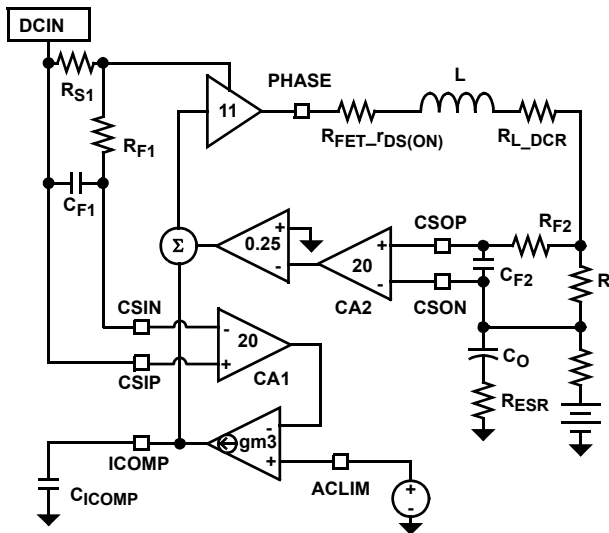 DCIN
RS1
RF1
CF1
11
PHASE
RFET_rDS(ON)
L
RL_DCR
Σ
0.25
+
-
20
+
-
CA2
CSOP
CSON
RF2
CF2
R
CSIN
CSIP
-
20
+
CA1
CO
RESR
ICOMP
gm3
-
+
ACLIM
CICOMP
+
-